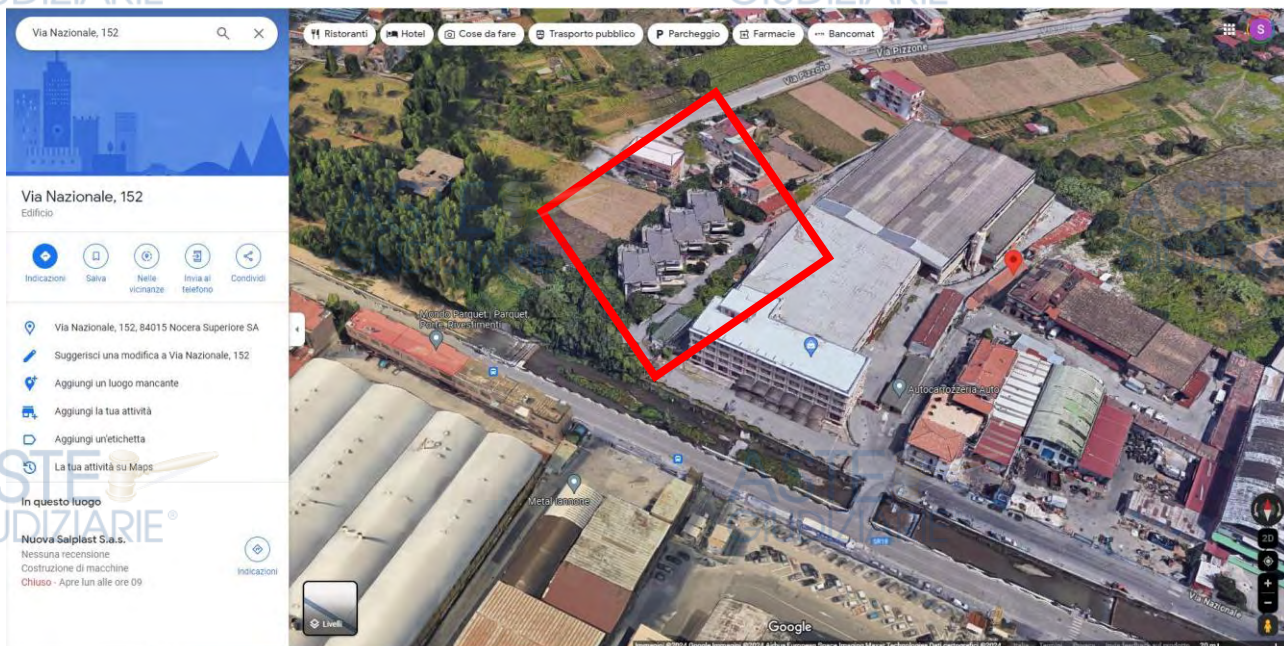 ASTE
GIUDIZIARIE
GIUDIZIARIE
Via Nazionale, 152
Ristoranti
Hotel
Cose da fare
Trasporto pubblico
Parcheggio
Farmacie
Bancomat
S
Via Pizzone
Via Pizzone
Via Nazionale, 152
Edificio
Indicazioni
Salva
Nelle
vicinanze
Invia al
telefono
Condividi
Via Nazionale, 152, 84015 Nocera Superiore SA
Suggerisci una modifica a Via Nazionale, 152
Aggiungi un luogo mancante
Aggiungi la tua attività
Aggiungi un'etichetta
La tua attività su Maps
In questo luogo
Nuova Salplast S.a.s.
Nessuna recensione
Costruzione di macchine
Chiuso - Apre lun alle ore 09
Indicazioni
Mondo Parquet | Parquet,
Porte, Rivestimenti
Autocarrozzeria Auto
Metal Iannone
SR18
Via Nazionale
2D
Livelli
Google